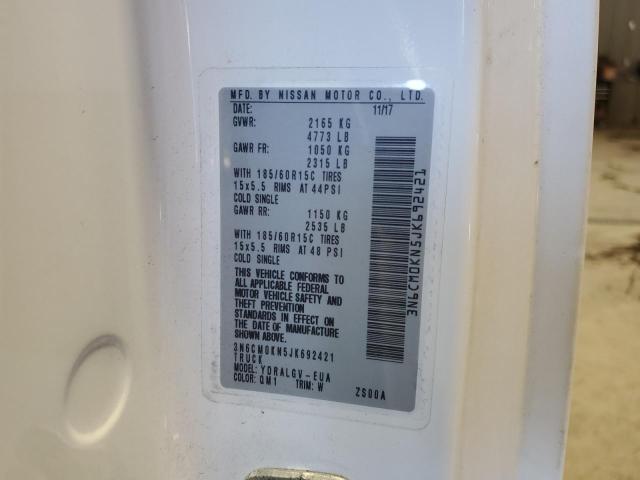 MFD. BY NISSAN MOTOR CO., LTD.
DATE: 11/17
GVWR: 2165 KG
4773 LB
GAWR FR: 1050 KG
2315 LB
WITH 185/60R15C TIRES
15x5.5 RIMS AT 44PSI
COLD SINGLE
GAWR RR: 1150 KG
2535 LB
WITH 185/60R15C TIRES
15x5.5 RIMS AT 48 PSI
COLD SINGLE
THIS VEHICLE CONFORMS TO
ALL APPLICABLE FEDERAL
MOTOR VEHICLE SAFETY AND
THEFT PREVENTION
STANDARDS IN EFFECT ON
THE DATE OF MANUFACTURE
SHOWN ABOVE.
3N6CM0KN5JK692421
TRUCK
MODEL: YDRALGV-EUA
COLOR: QM1 TRIM: W ZS00A
3N6CM0KN5JK692421